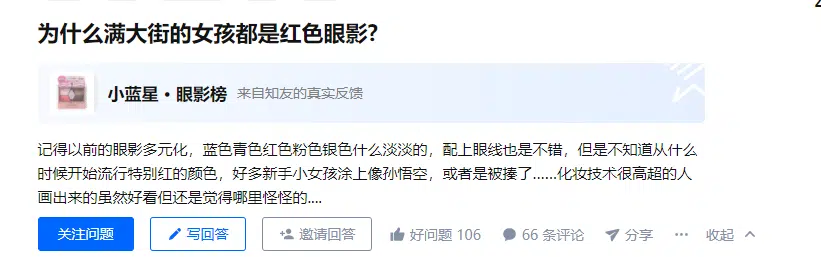 为什么满大街的女孩都是红色眼影?
小蓝星・眼影榜 来自知友的真实反馈
记得以前的眼影多元化，蓝色青色红色粉色银色什么淡淡的，配上眼线也是不错，但是不知道从什么
时候开始流行特别红的颜色，好多新手小女孩涂上像孙悟空，或者是被揍了......化妆技术很高超的人
画出来的虽然好看但还是觉得哪里怪怪的....
关注问题 写回答 邀请回答 好问题 106 66 条评论 分享 ··· 收起